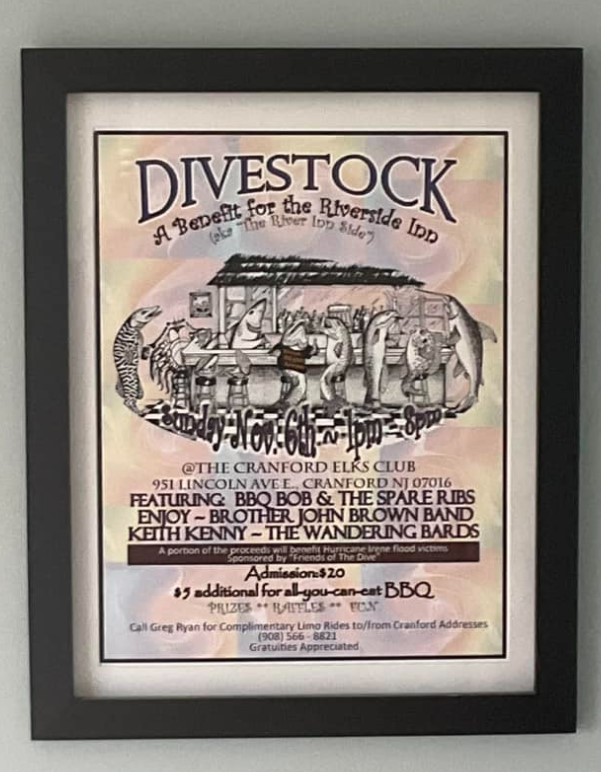 DIVESTOCK
A Benefit for the Riverside Inn
(aka "The River Inn Side")
Sunday Nov. 6th ~ 1pm - 8pm
@THE CRANFORD ELKS CLUB
951 LINCOLN AVE E., CRANFORD NJ 07016
FEATURING: BBQ BOB & THE SPARE RIBS
ENJOY ~ BROTHER JOHN BROWN BAND
KEITH KENNY ~ THE WANDERING BARDS
A portion of the proceeds will benefit Hurricane Irene flood victims
Sponsored by "Friends of The Dive"
Admission:$20
$5 additional for all-you-can-eat BBQ
PRIZES ** RAFFLES ** FUN
Call Greg Ryan for Complimentary Limo Rides to/from Cranford Addresses
(908) 566 - 8821
Gratuities Appreciated